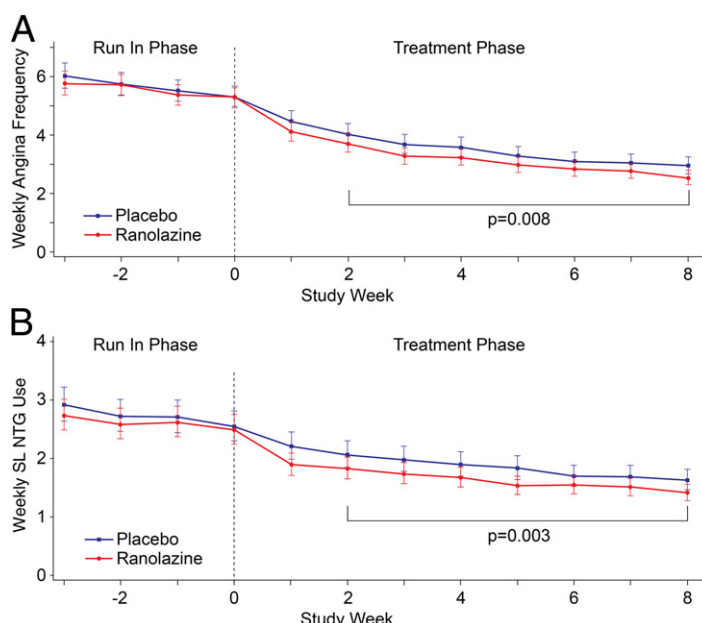 A
Run In Phase
Treatment Phase
Weekly Angina Frequency
6
4
2
0
Placebo
Ranolazine
p=0.008
-2
0
2
4
6
8
Study Week
B
Run In Phase
Treatment Phase
Weekly SL NTG Use
4
3
2
1
0
Placebo
Ranolazine
p=0.003
-2
0
2
4
6
8
Study Week